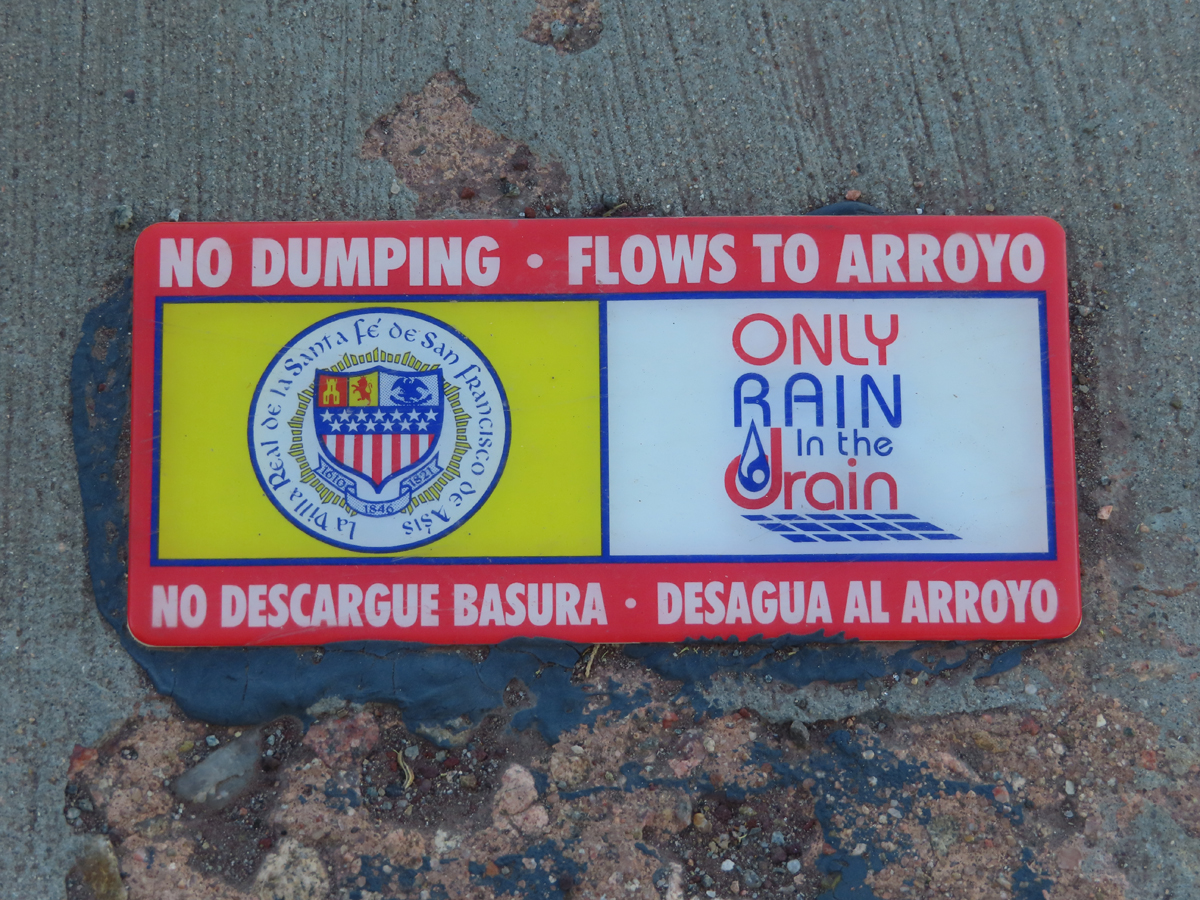 NO DUMPING • FLOWS TO ARROYO
La Villa Real de la Santa Fé de San Francisco de Asís
1610 1821
1846
ONLY
RAIN
In the
drain
NO DESCARGUE BASURA • DESAGUA AL ARROYO